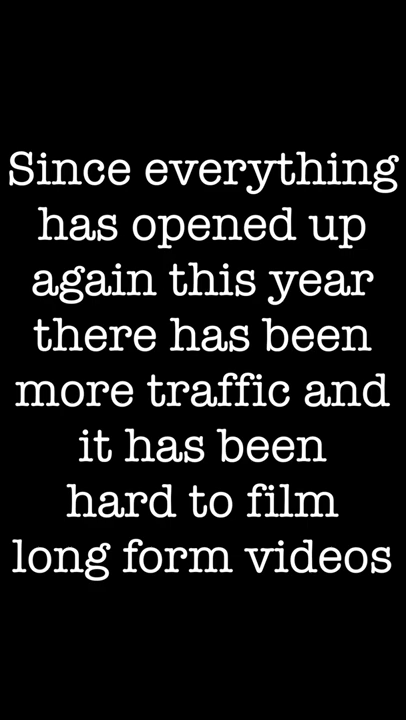 Since everything
has opened up
again this year
there has been
more traffic and
it has been
hard to film
long form videos